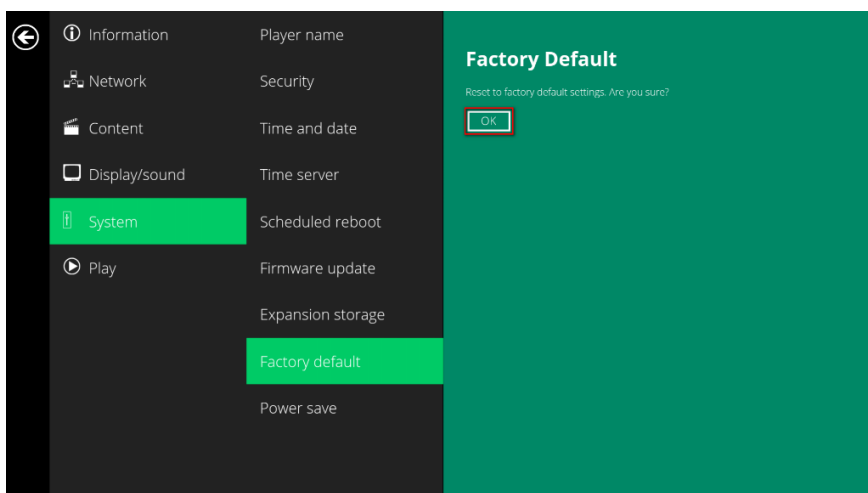 Information
Network
Content
Display/sound
System
Play
Player name
Security
Time and date
Time server
Scheduled reboot
Firmware update
Expansion storage
Factory default
Power save
Factory Default
Reset to factory default settings. Are you sure?
OK